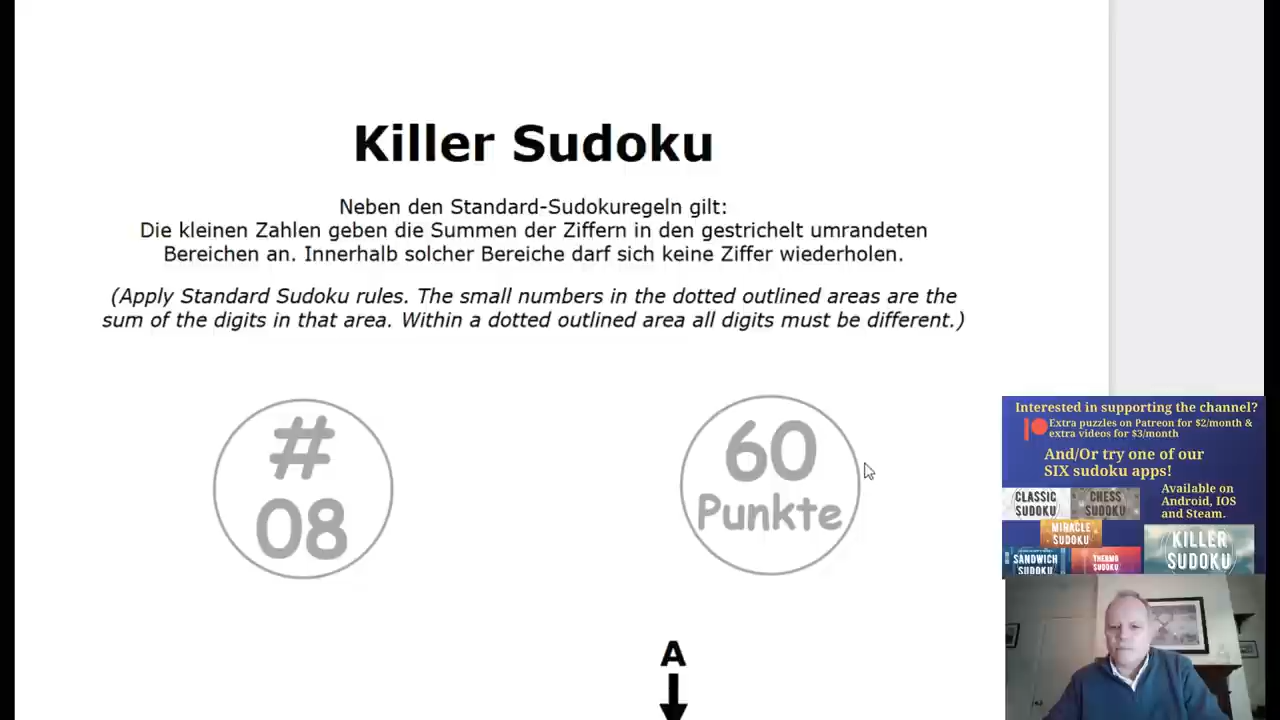 Killer Sudoku
Neben den Standard-Sudokuregeln gilt:
Die kleinen Zahlen geben die Summen der Ziffern in den gestrichelt umrandeten
Bereichen an. Innerhalb solcher Bereiche darf sich keine Ziffer wiederholen.
(Apply Standard Sudoku rules. The small numbers in the dotted outlined areas are the
sum of the digits in that area. Within a dotted outlined area all digits must be different.)
#
08
60
Punkte
A
Interested in supporting the channel?
Extra puzzles on Patreon for $2/month &
extra videos for $3/month
And/Or try one of our
SIX sudoku apps!
Available on
Android, IOS
and Steam.
CLASSIC
SUDOKU
CHESS
SUDOKU
MIRACLE
SUDOKU
SANDWICH
SUDOKU
THERMO
SUDOKU
KILLER
SUDOKU